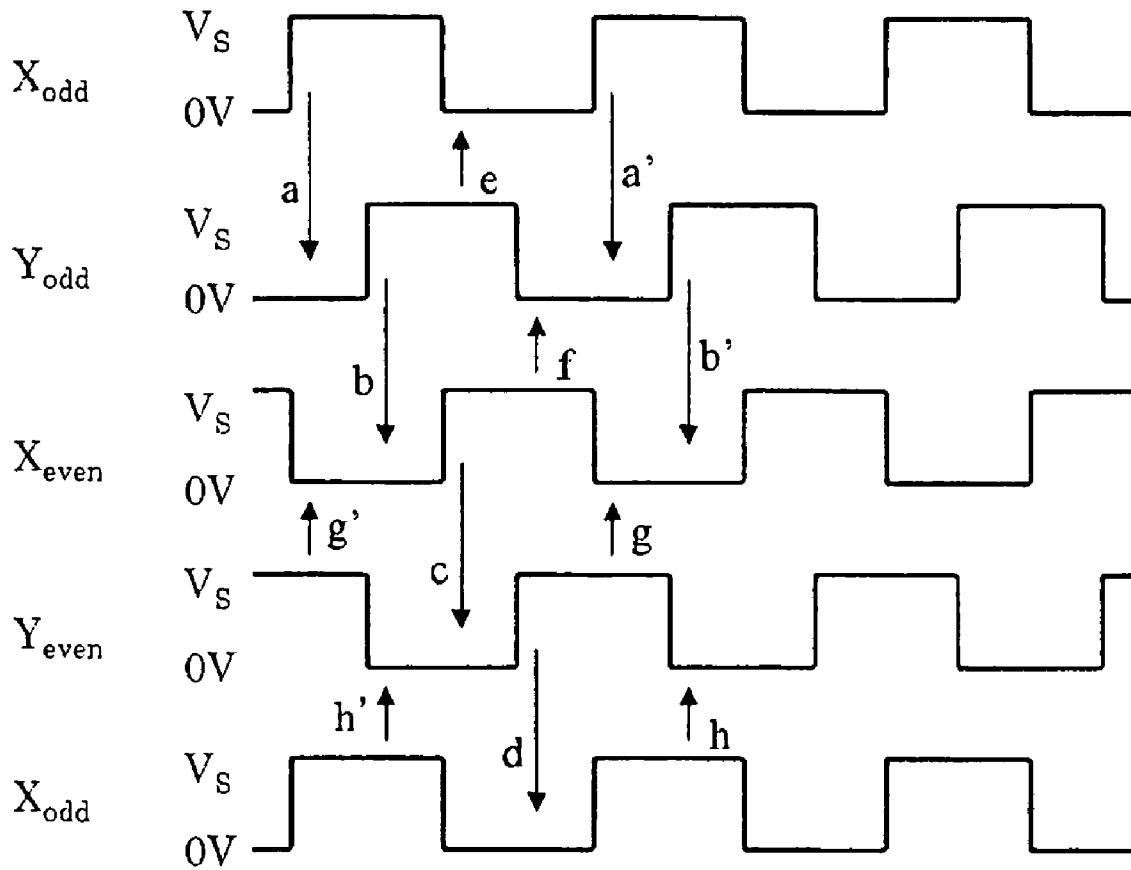 V_S
X_odd
0V
a
e
a'
V_S
Y_odd
0V
b
f
b'
V_S
X_even
0V
g'
c
g
V_S
Y_even
0V
h'
d
h
V_S
X_odd
0V